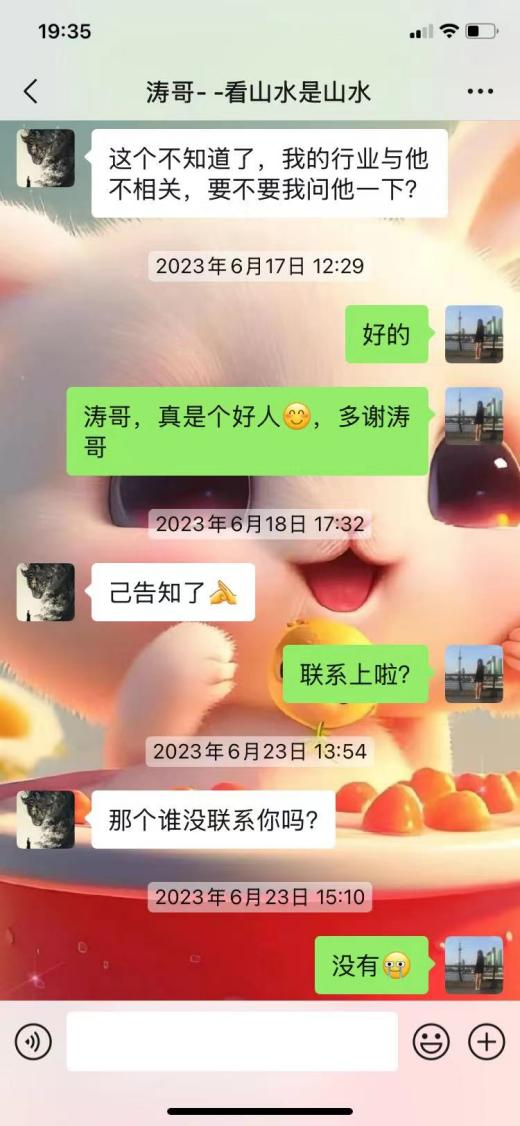 19:35
涛哥- -看山水是山水
这个不知道了，我的行业与他
不相关，要不要我问他一下?
2023年6月17日 12:29
好的
涛哥，真是个好人😊，多谢涛
哥
2023年6月18日 17:32
己告知了🫱
联系上啦?
2023年6月23日 13:54
那个谁没联系你吗?
2023年6月23日 15:10
没有🥹